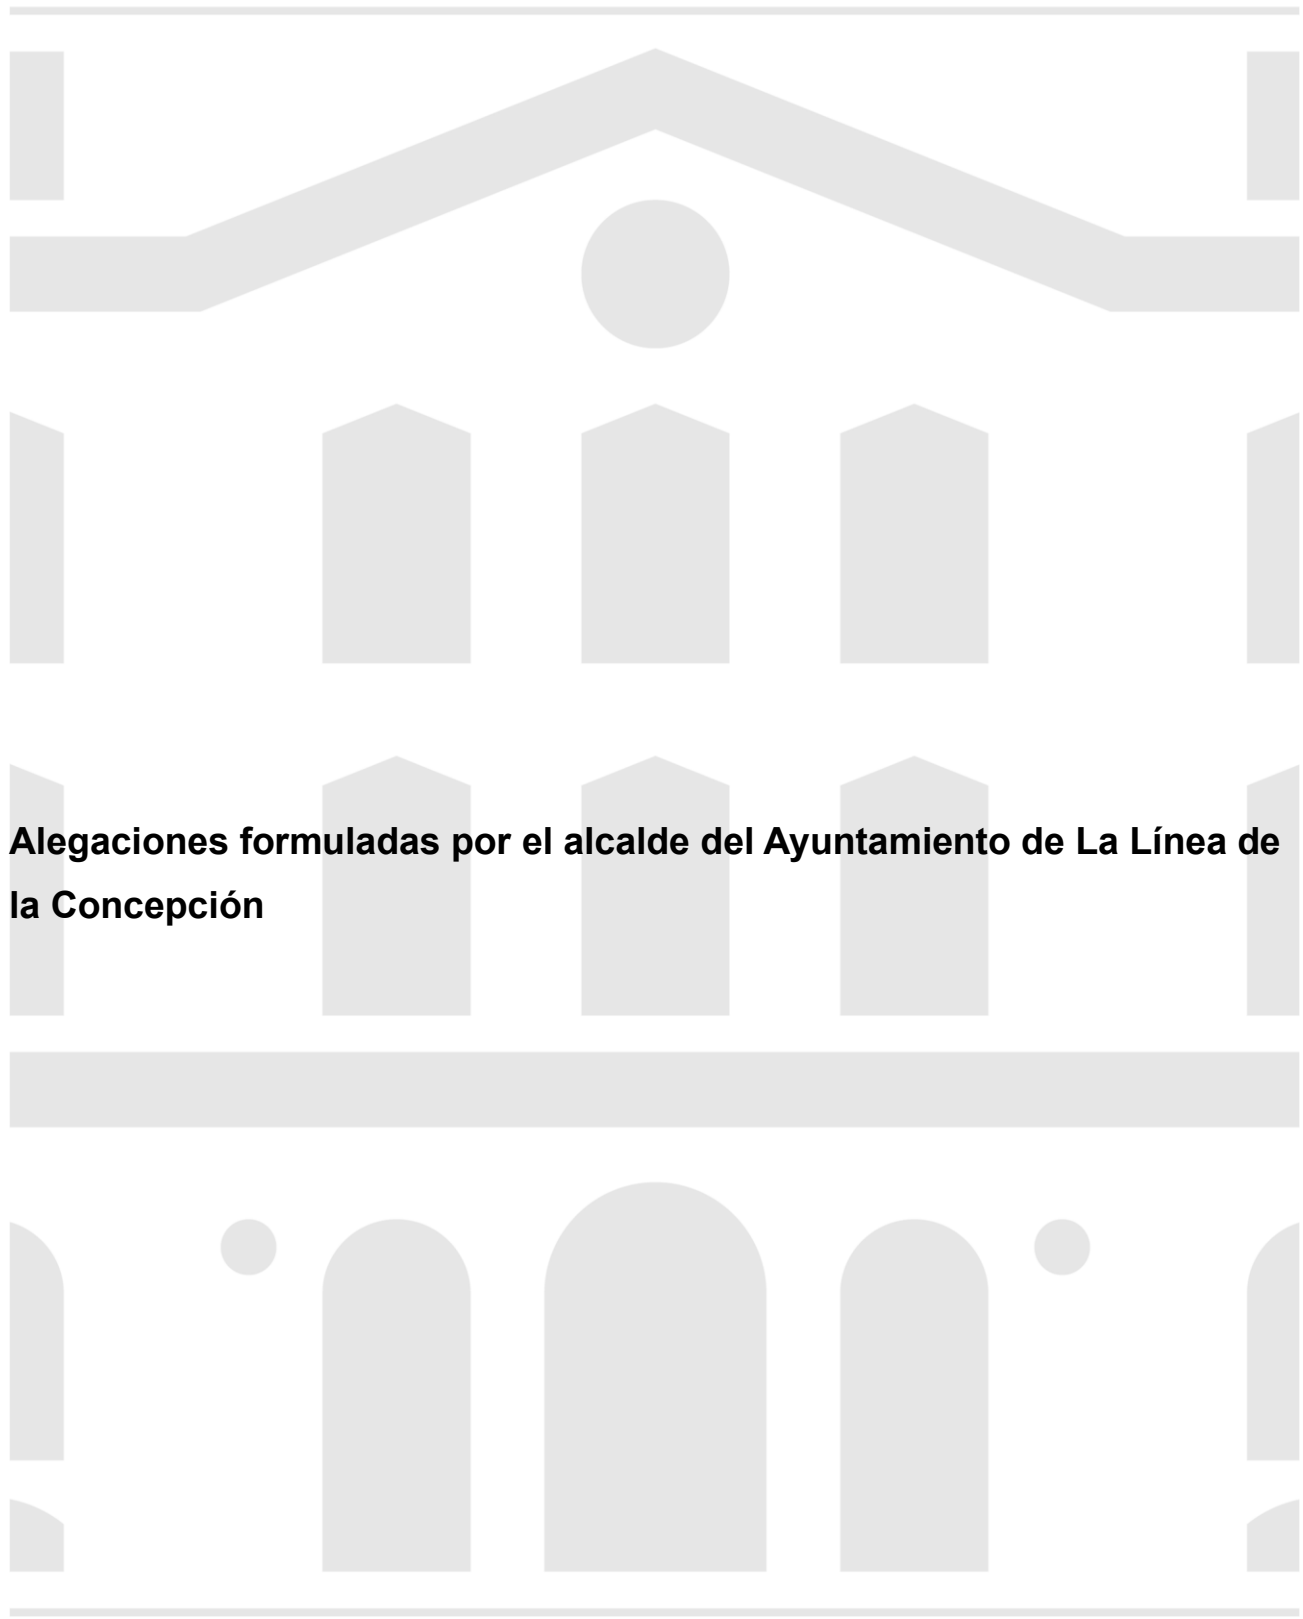 Alegaciones formuladas por el alcalde del Ayuntamiento de La Línea de
la Concepción